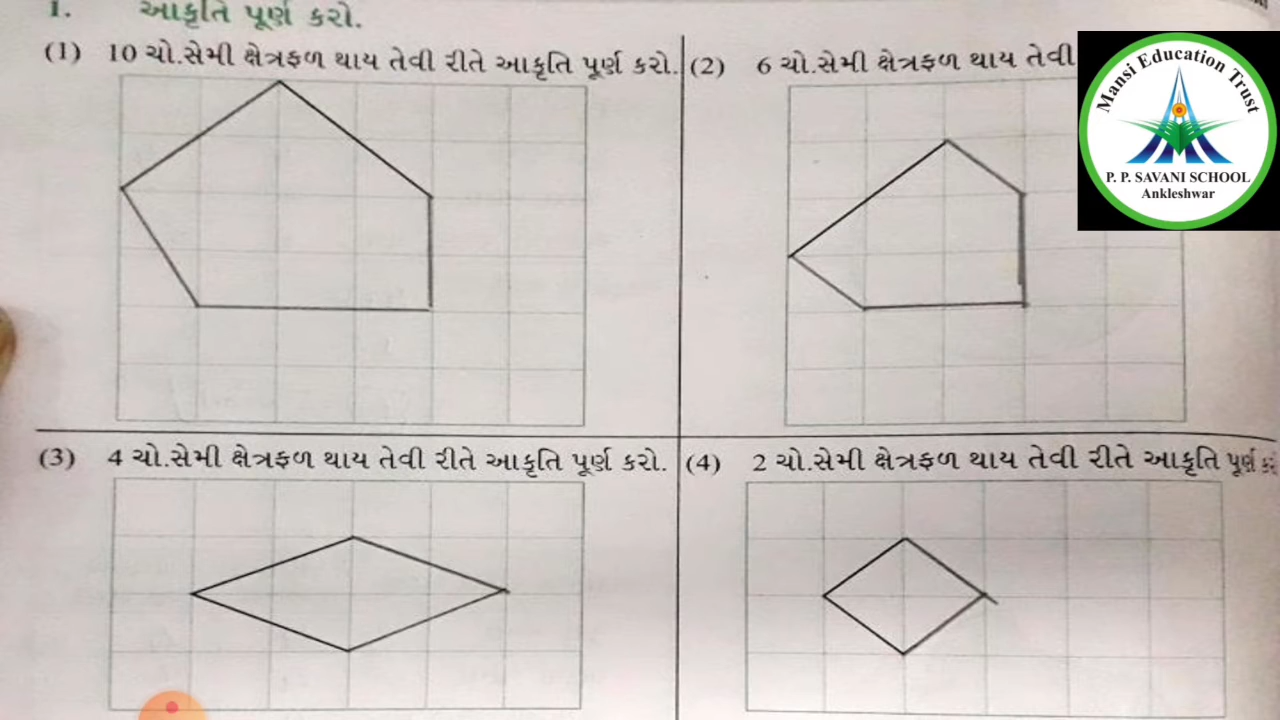 1. આકૃતિ પૂર્ણ કરો.
(1) 10 ચો.સેમી ક્ષેત્રફળ થાય તેવી રીતે આકૃતિ પૂર્ણ કરો.
(2) 6 ચો.સેમી ક્ષેત્રફળ થાય તેવી
Mansi Education Trust
P. P. SAVANI SCHOOL
Ankleshwar
(3) 4 ચો.સેમી ક્ષેત્રફળ થાય તેવી રીતે આકૃતિ પૂર્ણ કરો.
(4) 2 ચો.સેમી ક્ષેત્રફળ થાય તેવી રીતે આકૃતિ પૂર્ણ